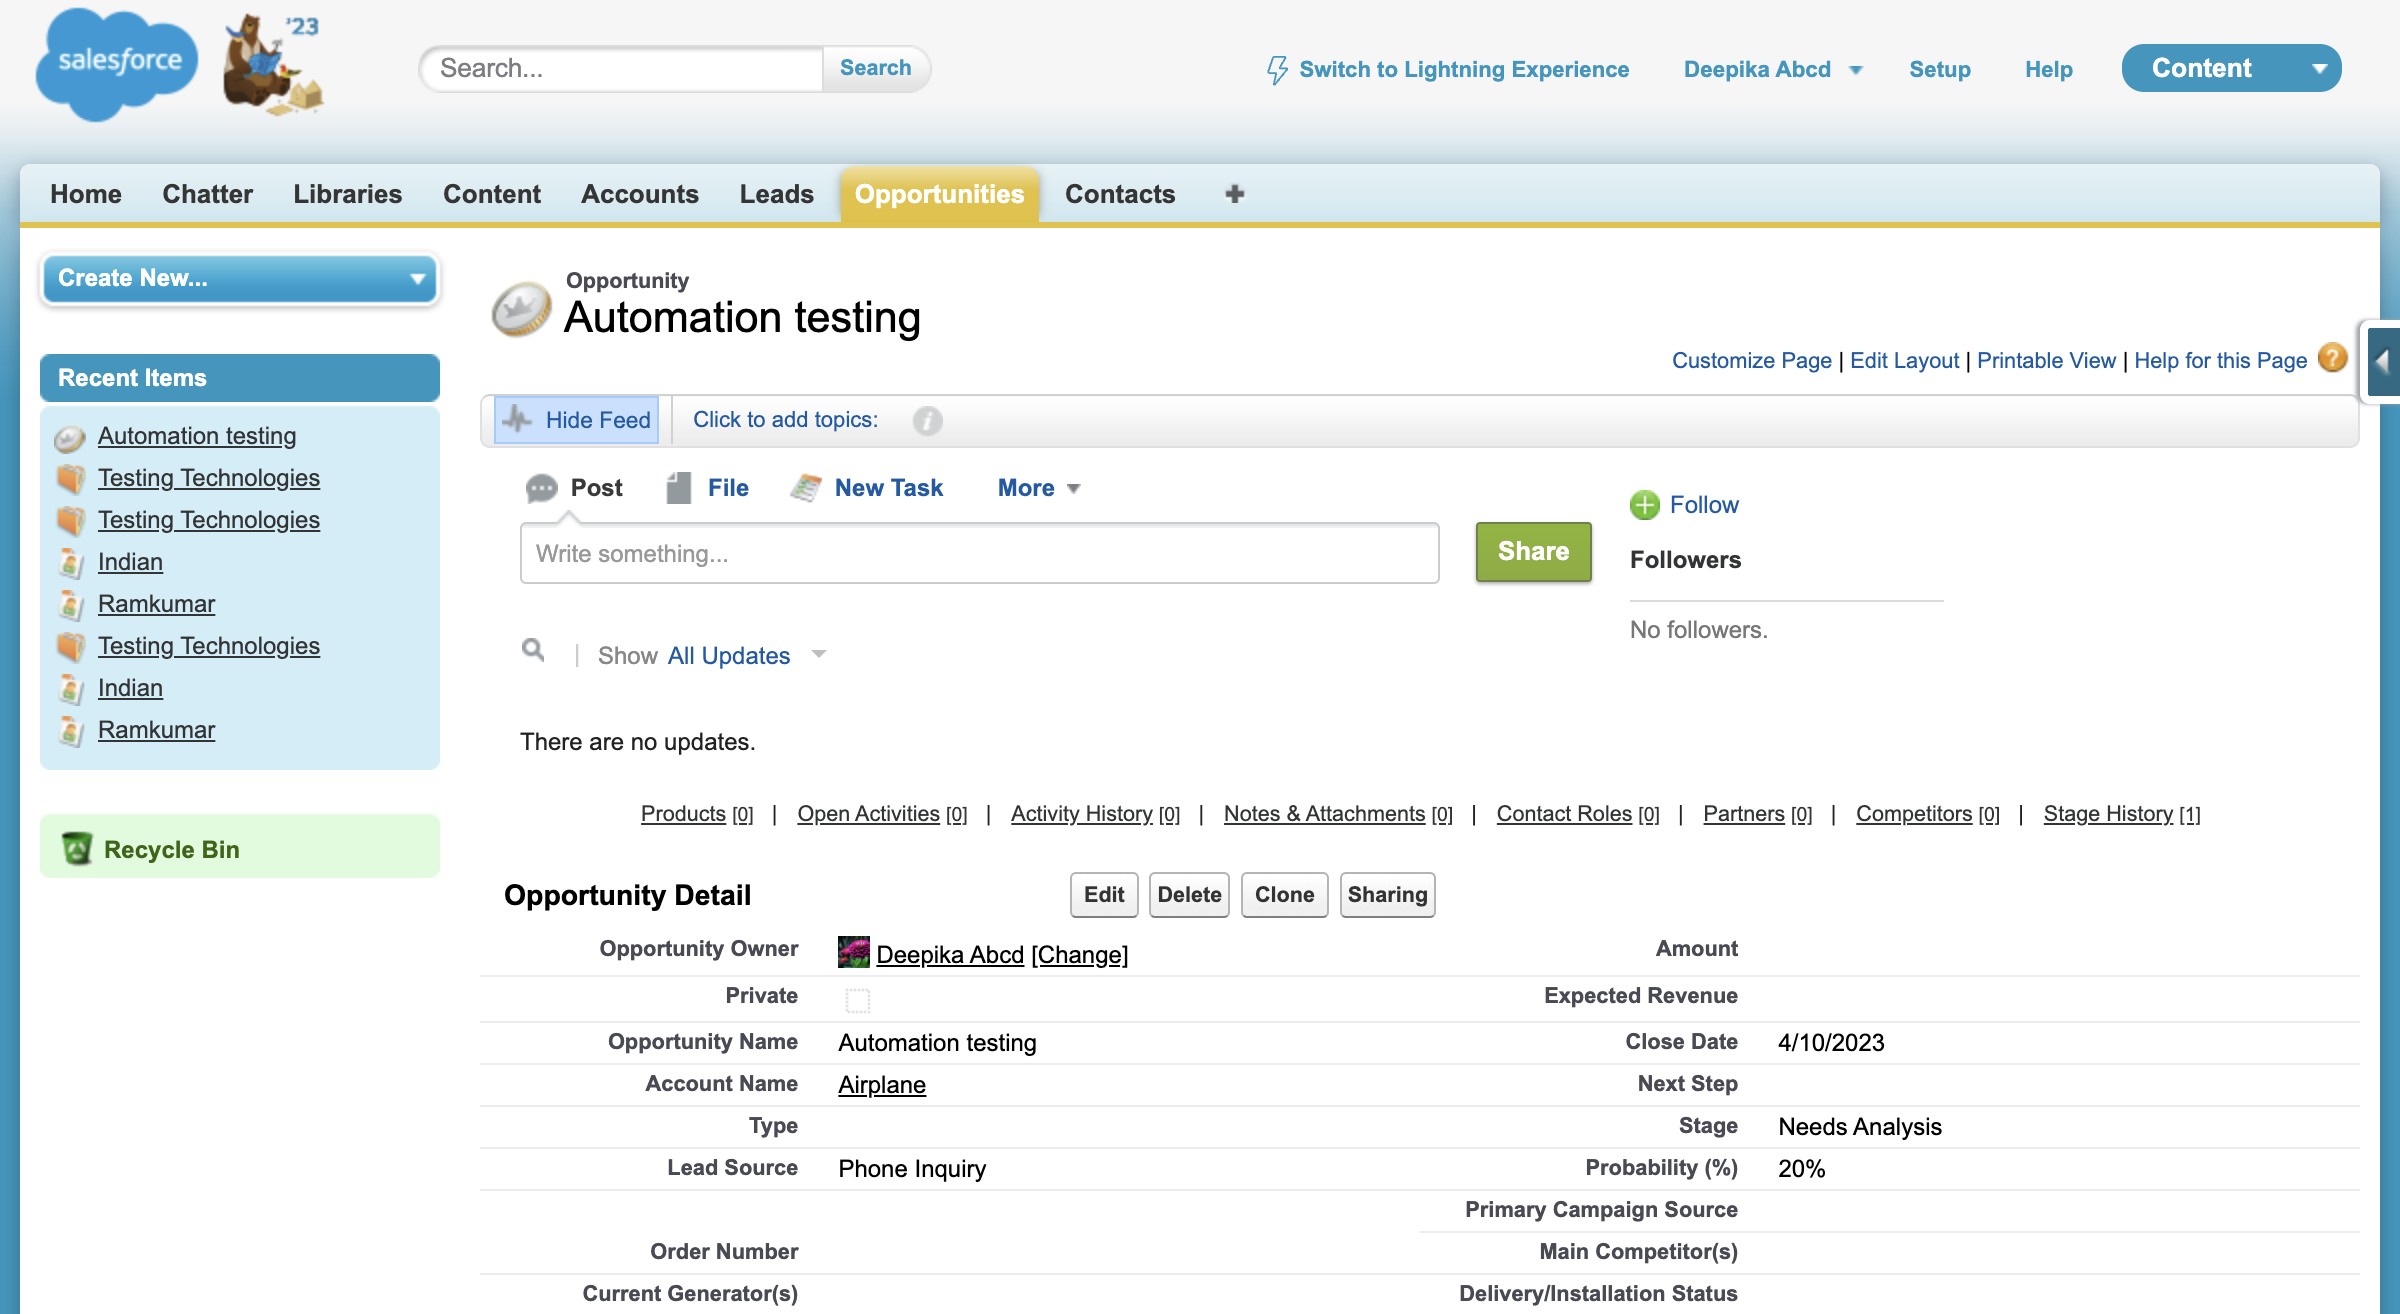 salesforce
'23
Search...
Search
Switch to Lightning Experience
Deepika Abcd
Setup
Help
Content
Home
Chatter
Libraries
Content
Accounts
Leads
Opportunities
Contacts
Create New...
Recent Items
Automation testing
Testing Technologies
Testing Technologies
Indian
Ramkumar
Testing Technologies
Indian
Ramkumar
Recycle Bin
Opportunity
Automation testing
Customize Page | Edit Layout | Printable View | Help for this Page ?
Hide Feed
Click to add topics: i
Post
File
New Task
More
Write something...
Share
Follow
Followers
No followers.
| Show All Updates
There are no updates.
Products [0] | Open Activities [0] | Activity History [0] | Notes & Attachments [0] | Contact Roles [0] | Partners [0] | Competitors [0] | Stage History [1]
Opportunity Detail
Edit
Delete
Clone
Sharing
Opportunity Owner Deepika Abcd [Change]
Amount
Private
Expected Revenue
Opportunity Name Automation testing
Close Date 4/10/2023
Account Name Airplane
Next Step
Type
Stage Needs Analysis
Lead Source Phone Inquiry
Probability (%) 20%
Primary Campaign Source
Order Number
Main Competitor(s)
Current Generator(s)
Delivery/Installation Status